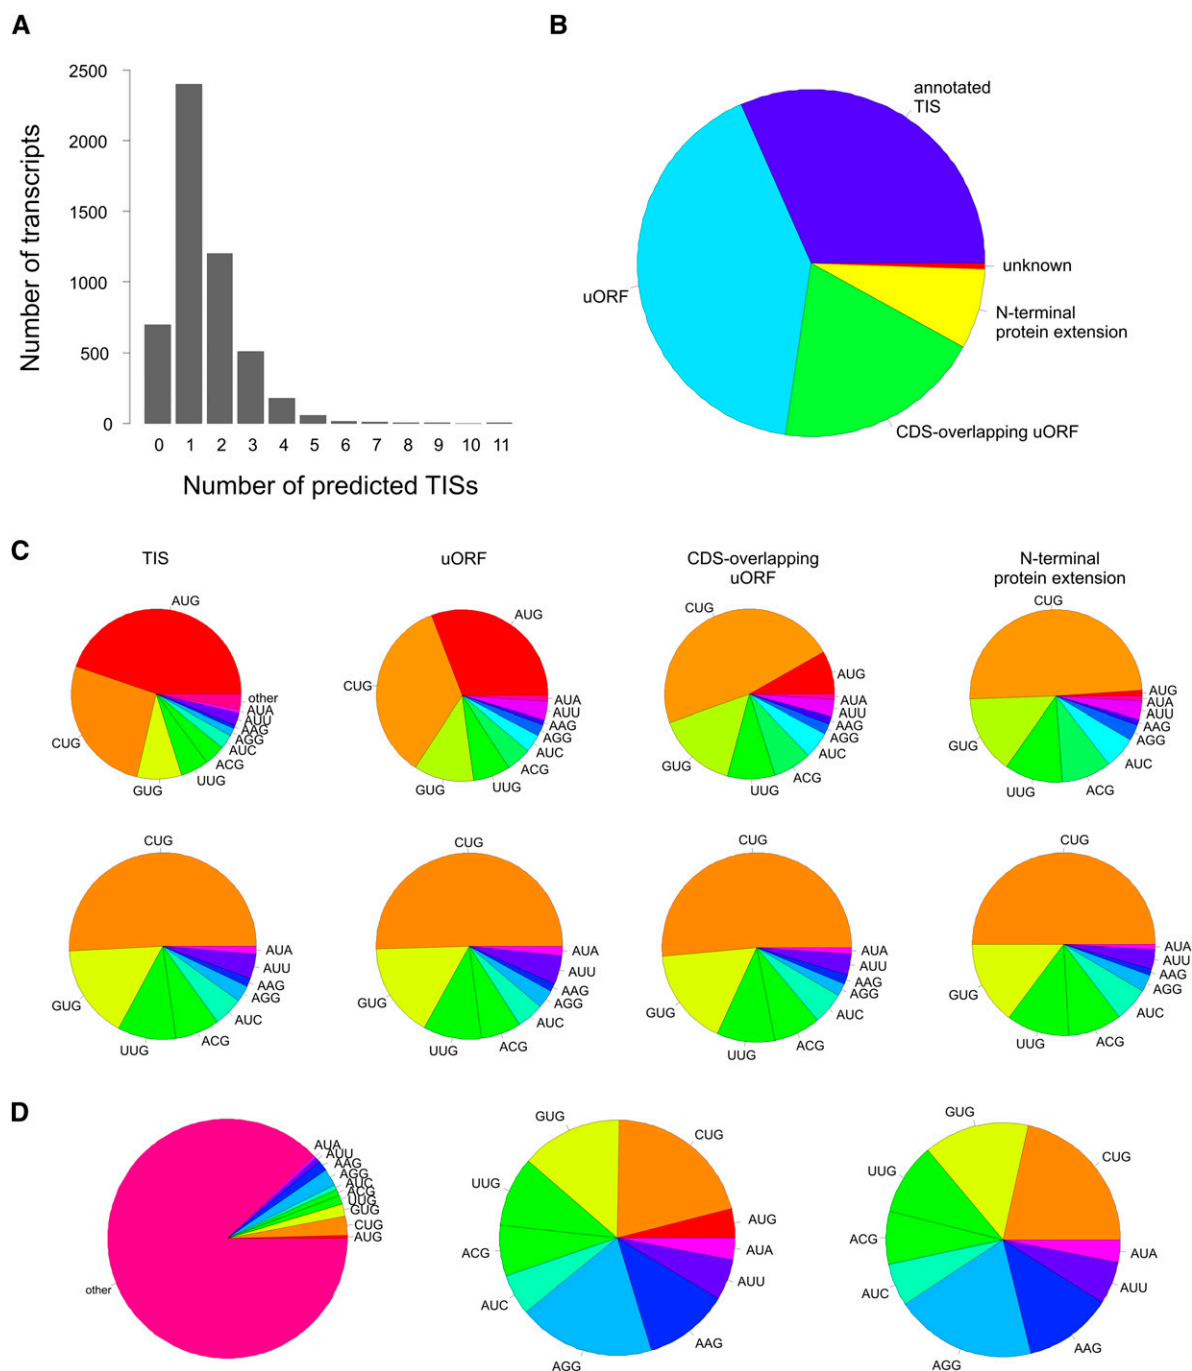 A
B
2500
2000
1500
1000
500
0
Number of transcripts
0 1 2 3 4 5 6 7 8 9 10 11
Number of predicted TISs
annotated
TIS
unknown
N-terminal
protein extension
uORF
CDS-overlapping uORF
C
TIS
AUG
other
AUA
AUU
AAG
AGG
AUC
ACG
UUG
GUG
CUG
uORF
AUG
AUA
AUU
AAG
AGG
AUC
ACG
UUG
GUG
CUG
CDS-overlapping
uORF
CUG
AUG
AUA
AUU
AAG
AGG
AUC
ACG
UUG
GUG
N-terminal
protein extension
CUG
AUG
AUA
AUU
AAG
AGG
AUC
ACG
UUG
GUG
CUG
AUA
AUU
AAG
AGG
AUC
ACG
UUG
GUG
CUG
AUA
AUU
AAG
AGG
AUC
ACG
UUG
GUG
CUG
AUA
AUU
AAG
AGG
AUC
ACG
UUG
GUG
CUG
AUA
AUU
AAG
AGG
AUC
ACG
UUG
GUG
D
AUA
AUU
AAG
AGG
AUC
ACG
UUG
GUG
CUG
AUG
other
GUG
CUG
UUG
AUG
ACG
AUA
AUU
AUC
AAG
AGG
GUG
CUG
UUG
ACG
AUA
AUU
AUC
AAG
AGG